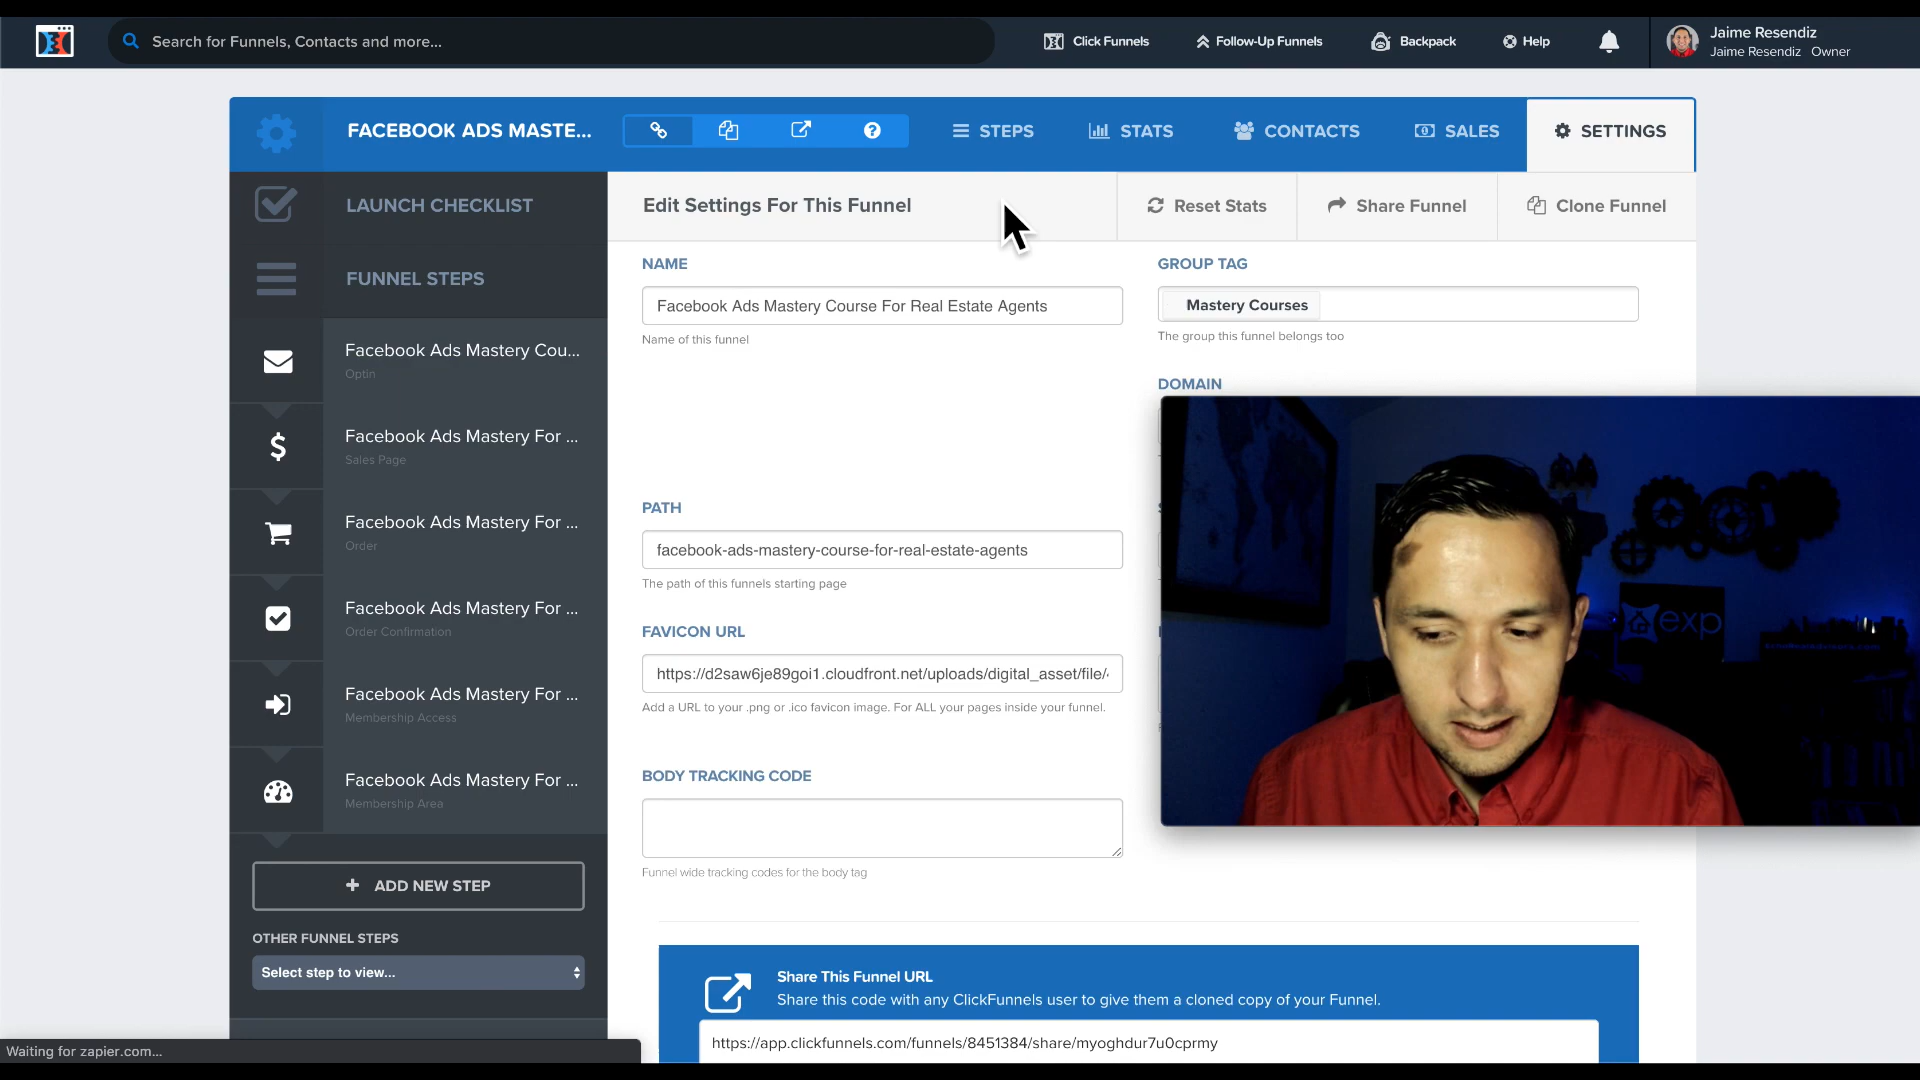 Search for Funnels, Contacts and more...
Click Funnels
Follow-Up Funnels
Backpack
Help
Jaime Resendiz
Jaime Resendiz Owner
FACEBOOK ADS MASTE...
STEPS
STATS
CONTACTS
SALES
SETTINGS
LAUNCH CHECKLIST
FUNNEL STEPS
Facebook Ads Mastery Cou...
Optin
Facebook Ads Mastery For ...
Sales Page
Facebook Ads Mastery For ...
Order
Facebook Ads Mastery For ...
Order Confirmation
Facebook Ads Mastery For ...
Membership Access
Facebook Ads Mastery For ...
Membership Area
+ ADD NEW STEP
OTHER FUNNEL STEPS
Select step to view...
Edit Settings For This Funnel
Reset Stats
Share Funnel
Clone Funnel
NAME
Facebook Ads Mastery Course For Real Estate Agents
Name of this funnel
GROUP TAG
Mastery Courses
The group this funnel belongs too
DOMAIN
PATH
facebook-ads-mastery-course-for-real-estate-agents
The path of this funnels starting page
FAVICON URL
https://d2saw6je89goi1.cloudfront.net/uploads/digital_asset/file/
Add a URL to your .png or .ico favicon image. For ALL your pages inside your funnel.
BODY TRACKING CODE
Funnel wide tracking codes for the body tag
exp
Share This Funnel URL
Share this code with any ClickFunnels user to give them a cloned copy of your Funnel.
https://app.clickfunnels.com/funnels/8451384/share/myoghdur7u0cprmy
Waiting for zapier.com...